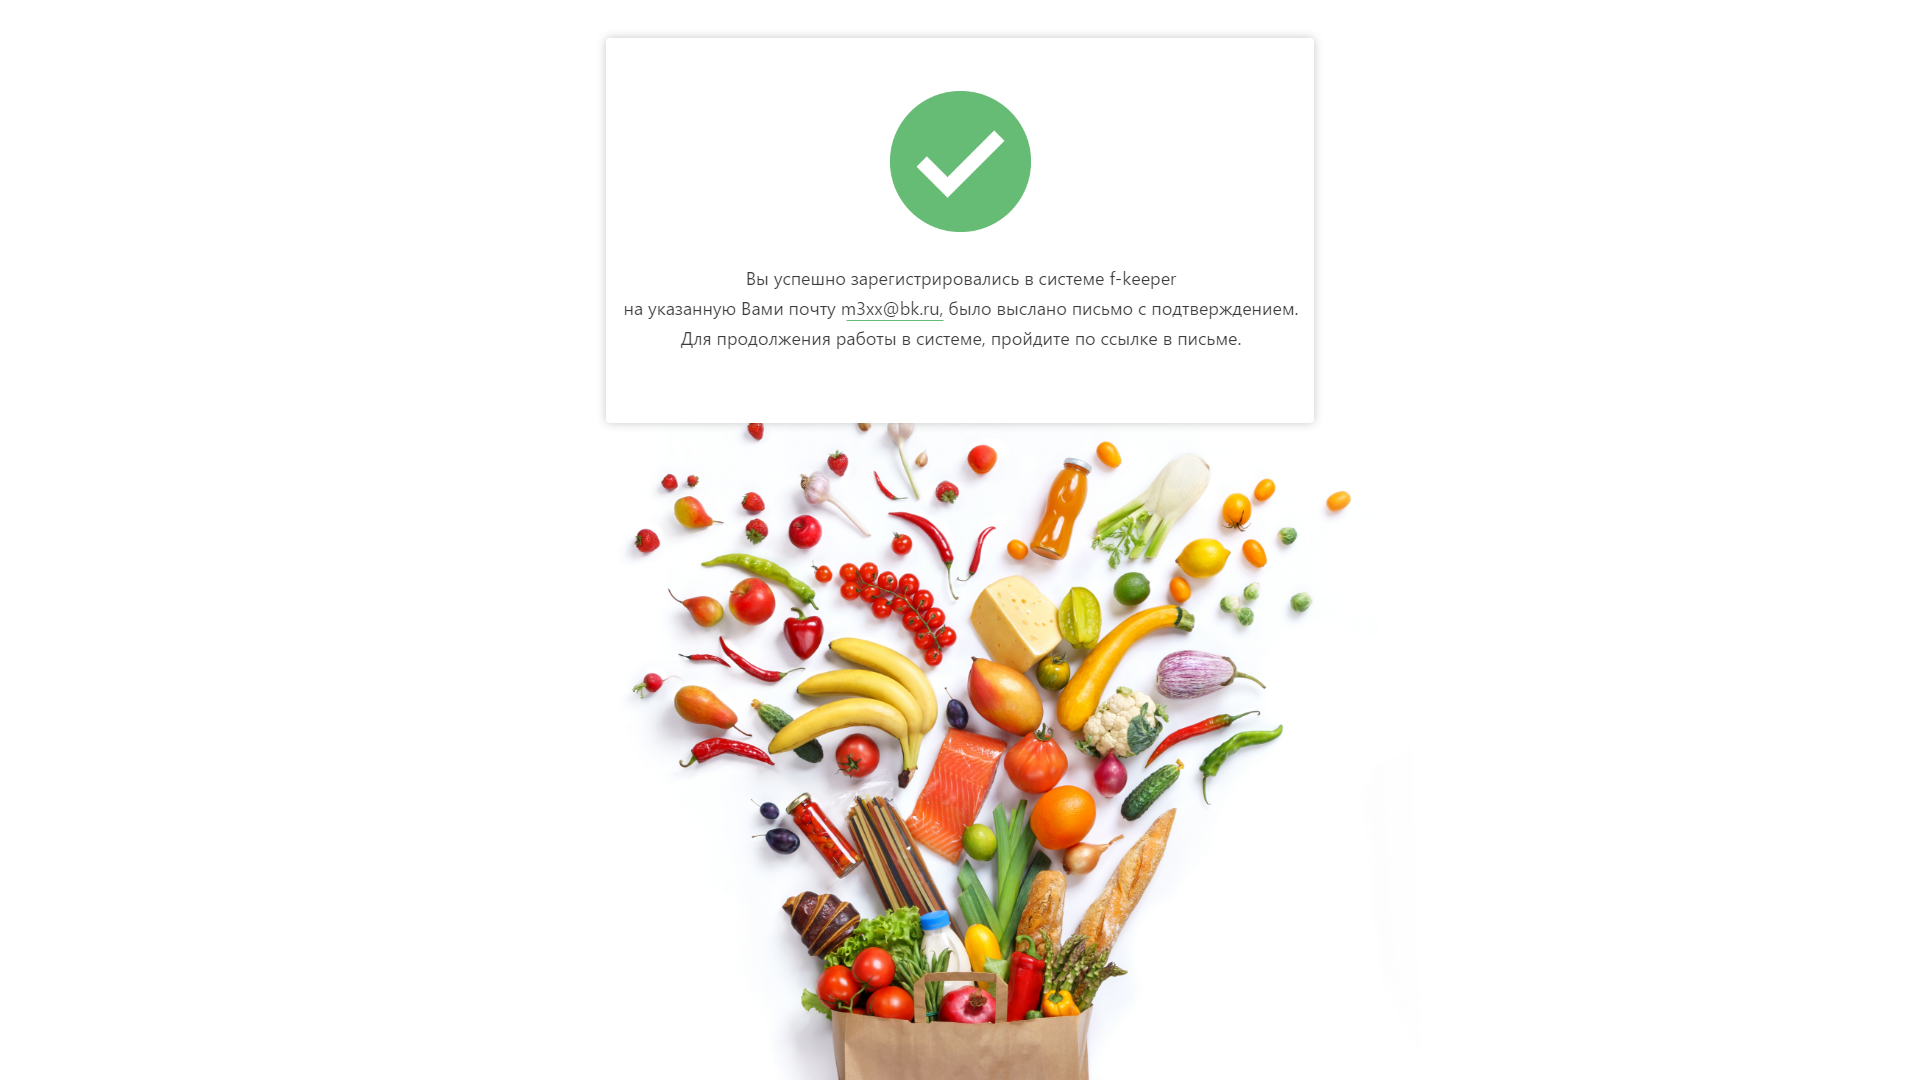 Вы успешно зарегистрировались в системе f-keeper
на указанную Вами почту m3xx@bk.ru, было выслано письмо с подтверждением.
Для продолжения работы в системе, пройдите по ссылке в письме.